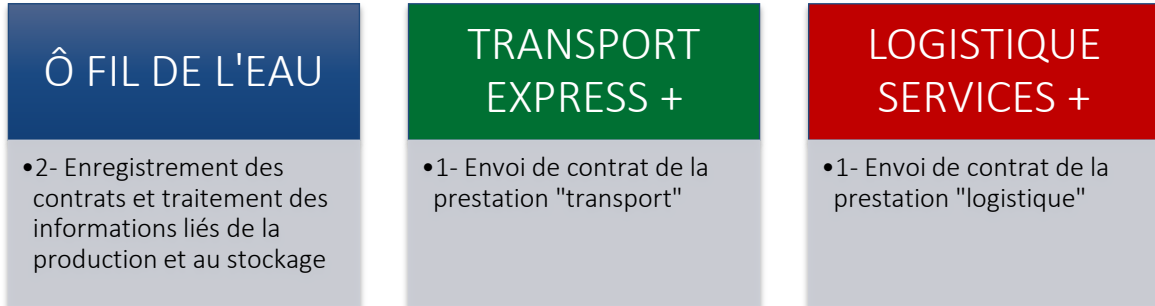 Ô FIL DE L'EAU
•2- Enregistrement des
contrats et traitement des
informations liés de la
production et au stockage
TRANSPORT
EXPRESS +
•1- Envoi de contrat de la
prestation "transport"
LOGISTIQUE
SERVICES +
•1- Envoi de contrat de la
prestation "logistique"